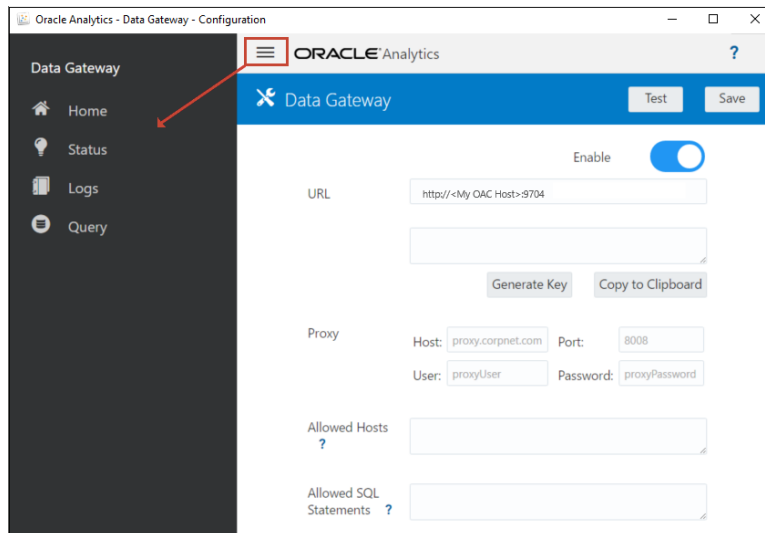 Oracle Analytics - Data Gateway - Configuration
Data Gateway
Home
Status
Logs
Query
ORACLE Analytics
?
Data Gateway
Test
Save
Enable
URL
http://<My OAC Host>:9704
Generate Key
Copy to Clipboard
Proxy
Host: proxy.corpnet.com Port: 8008
User: proxyUser Password: proxyPassword
Allowed Hosts
?
Allowed SQL
Statements ?